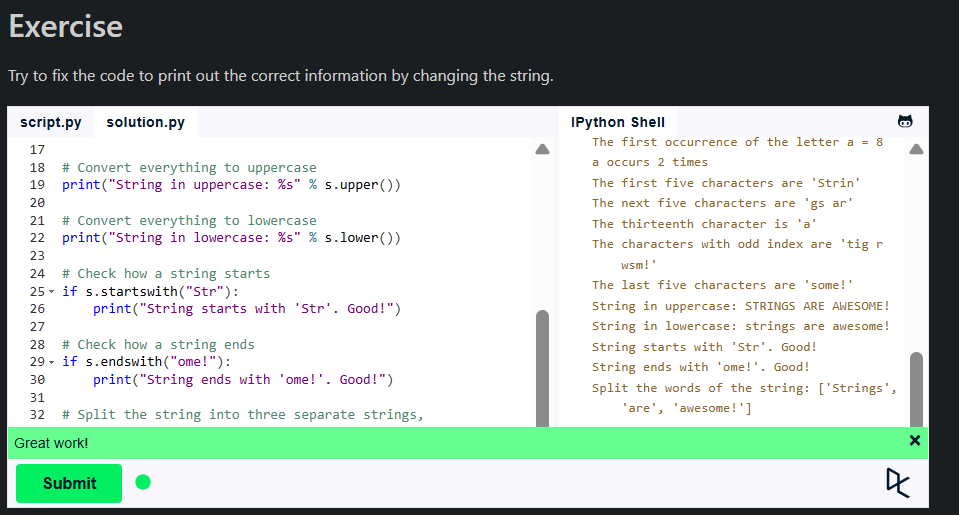 Exercise
Try to fix the code to print out the correct information by changing the string.
script.py solution.py
17
18 # Convert everything to uppercase
19 print("String in uppercase: %s" % s.upper())
20
21 # Convert everything to lowercase
22 print("String in lowercase: %s" % s.lower())
23
24 # Check how a string starts
25 if s.startswith("Str"):
26 print("String starts with 'Str'. Good!")
27
28 # Check how a string ends
29 if s.endswith("ome!"):
30 print("String ends with 'ome!'. Good!")
31
32 # Split the string into three separate strings,
IPython Shell
The first occurrence of the letter a = 8
a occurs 2 times
The first five characters are 'Strin'
The next five characters are 'gs ar'
The thirteenth character is 'a'
The characters with odd index are 'tig r
wsm!'
The last five characters are 'some!'
String in uppercase: STRINGS ARE AWESOME!
String in lowercase: strings are awesome!
String starts with 'Str'. Good!
String ends with 'ome!'. Good!
Split the words of the string: ['Strings',
'are', 'awesome!']
Great work!
Submit